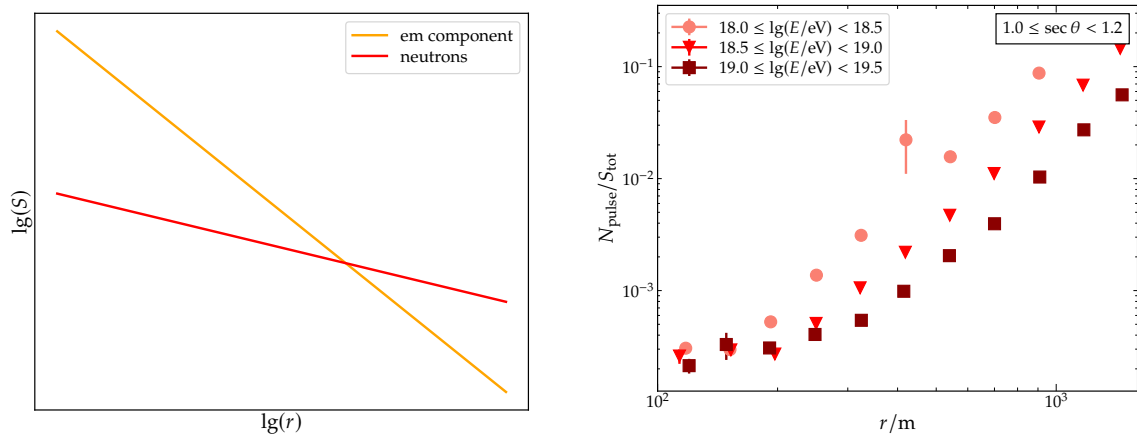 em component
neutrons
lg(S)
lg(r)
18.0 ≤ lg(E/eV) < 18.5
18.5 ≤ lg(E/eV) < 19.0
19.0 ≤ lg(E/eV) < 19.5
1.0 ≤ sec θ < 1.2
10⁻¹
10⁻²
10⁻³
N_pulse/S_tot
10²
10³
r/m